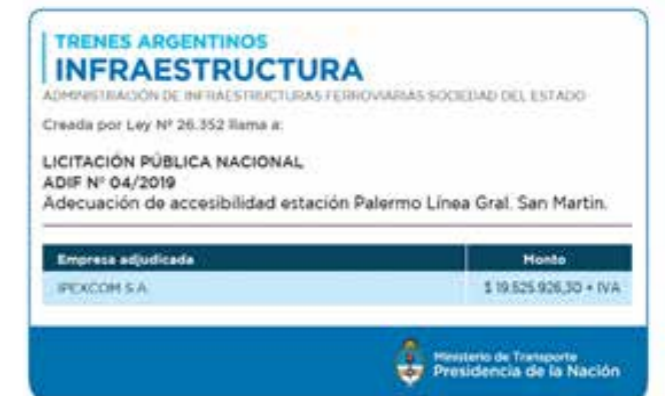 TRENES ARGENTINOS
INFRAESTRUCTURA
ADMINISTRACIÓN DE INFRAESTRUCTURAS FERROVIARIAS SOCIEDAD DEL ESTADO
Creada por Ley Nº 26.352 llama a:
LICITACIÓN PÚBLICA NACIONAL
ADIF Nº 04/2019
Adecuación de accesibilidad estación Palermo Línea Gral. San Martín.
Empresa adjudicada Monto
IPEXCOM S.A. $ 19.525.926,30 + IVA
Ministerio de Transporte
Presidencia de la Nación